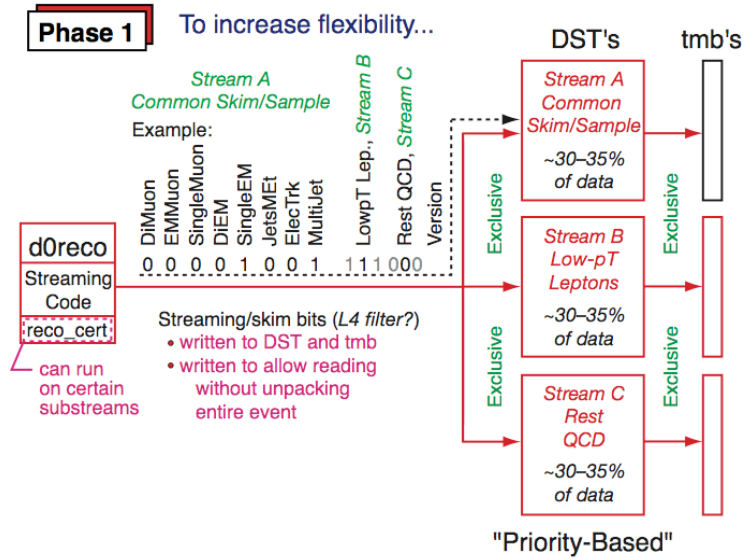 Phase 1
To increase flexibility...
DST's
tmb's
Stream A
Common Skim/Sample
Stream B
Stream C
Example:
DiMuon
EMMuon
SingleMuon
DiEM
SingleEM
JetsMEt
ElecTrk
MultiJet
LowpT Lep.,
Rest QCD,
Version
0 0 0 0 1 0 0 1 1 1 1 0 0 0
d0reco
Streaming
Code
reco_cert
can run
on certain
substreams
Streaming/skim bits (L4 filter?)
• written to DST and tmb
• written to allow reading
without unpacking
entire event
Stream A
Common
Skim/Sample
~30–35%
of data
Exclusive
Exclusive
Stream B
Low-pT
Leptons
~30–35%
of data
Exclusive
Exclusive
Stream C
Rest
QCD
~30–35%
of data
"Priority-Based"